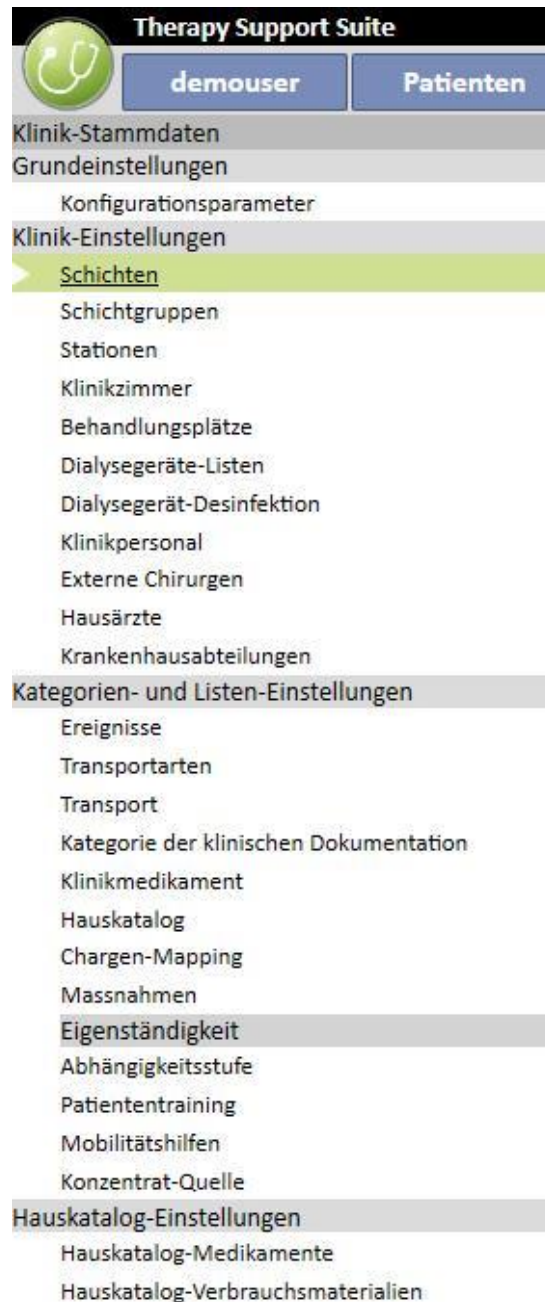 Therapy Support Suite
demouser Patienten
Klinik-Stammdaten
Grundeinstellungen
Konfigurationsparameter
Klinik-Einstellungen
Schichten
Schichtgruppen
Stationen
Klinikzimmer
Behandlungsplätze
Dialysegeräte-Listen
Dialysegerät-Desinfektion
Klinikpersonal
Externe Chirurgen
Hausärzte
Krankenhausabteilungen
Kategorien- und Listen-Einstellungen
Ereignisse
Transportarten
Transport
Kategorie der klinischen Dokumentation
Klinikmedikament
Hauskatalog
Chargen-Mapping
Massnahmen
Eigenständigkeit
Abhängigkeitsstufe
Patiententraining
Mobilitätshilfen
Konzentrat-Quelle
Hauskatalog-Einstellungen
Hauskatalog-Medikamente
Hauskatalog-Verbrauchsmaterialien